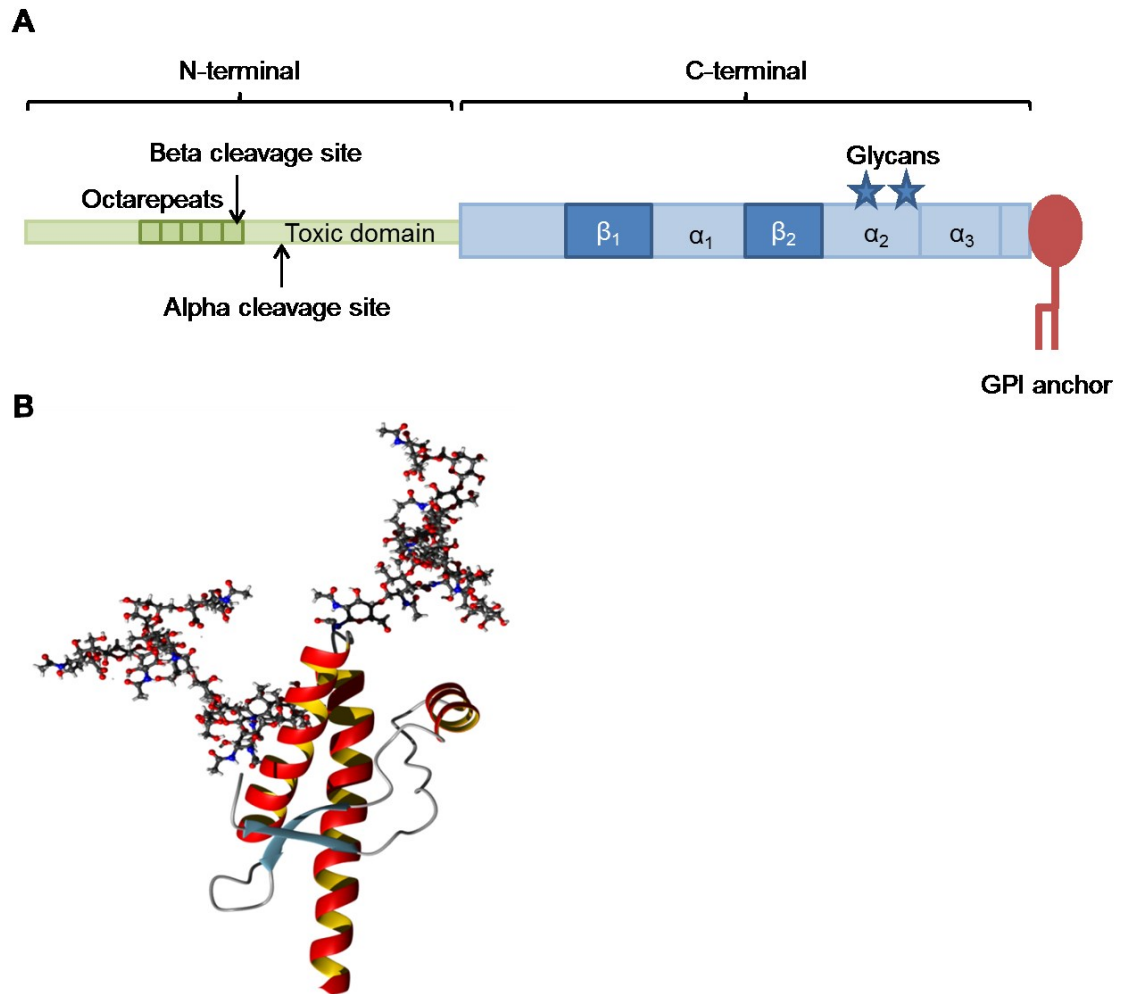 A
N-terminal
C-terminal
Beta cleavage site
Glycans
Octarepeats
Toxic domain
β1
α1
β2
α2
α3
Alpha cleavage site
GPI anchor
B